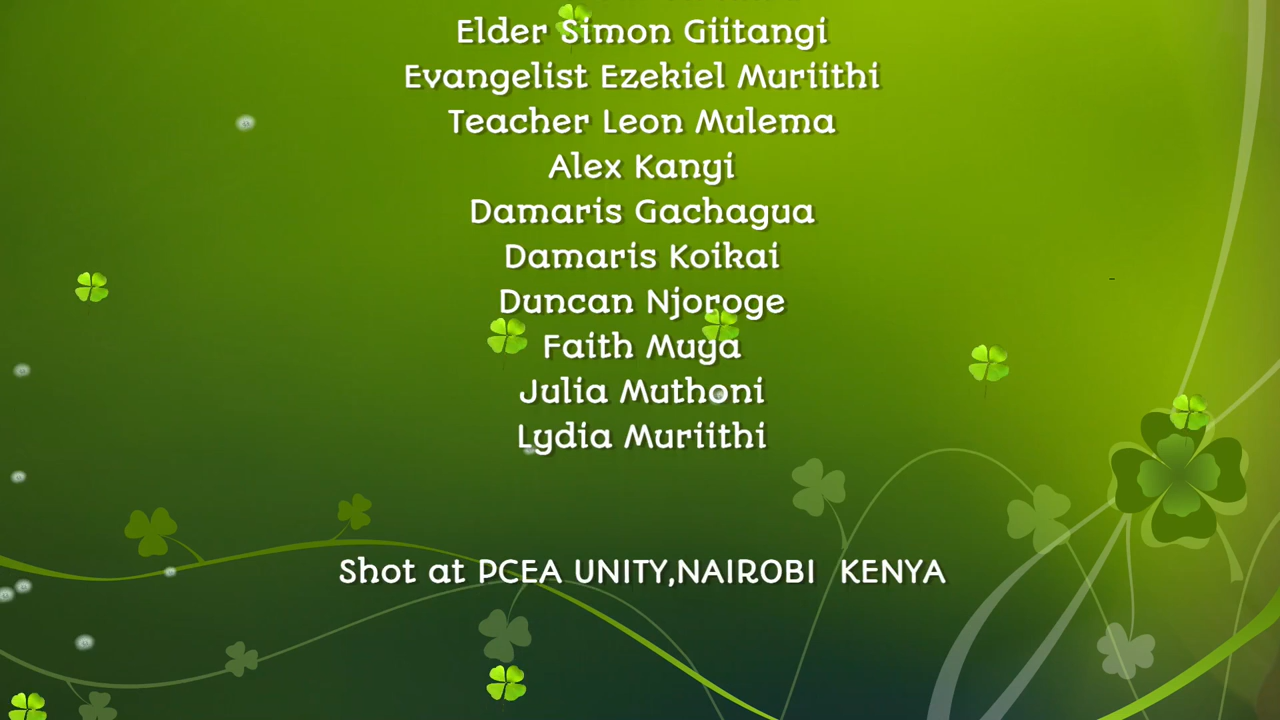 Elder Simon Giitangi
Evangelist Ezekiel Muriithi
Teacher Leon Mulema
Alex Kanyi
Damaris Gachagua
Damaris Koikai
Duncan Njoroge
Faith Muya
Julia Muthoni
Lydia Muriithi
Shot at PCEA UNITY,NAIROBI KENYA